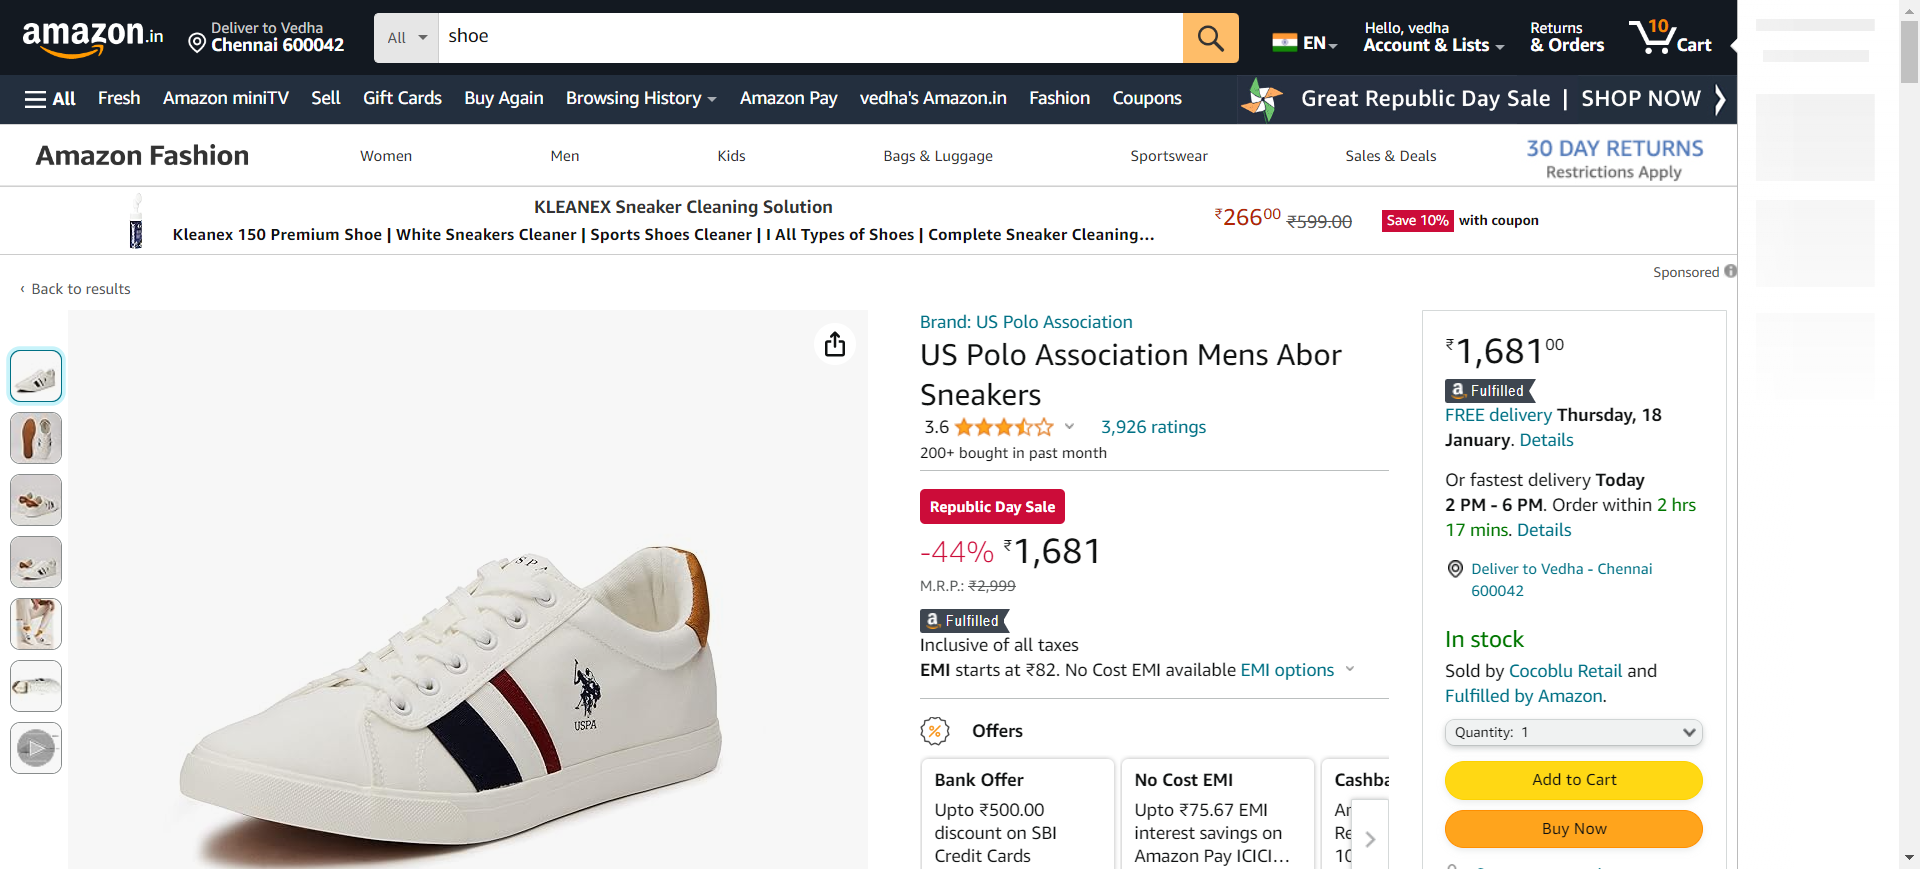 amazon.in
Deliver to Vedha
Chennai 600042
All
shoe
EN
Hello, vedha
Account & Lists
Returns
& Orders
10
Cart
All
Fresh
Amazon miniTV
Sell
Gift Cards
Buy Again
Browsing History
Amazon Pay
vedha's Amazon.in
Fashion
Coupons
Great Republic Day Sale | SHOP NOW
Amazon Fashion
Women
Men
Kids
Bags & Luggage
Sportswear
Sales & Deals
30 DAY RETURNS
Restrictions Apply
KLEANEX Sneaker Cleaning Solution
Kleanex 150 Premium Shoe | White Sneakers Cleaner | Sports Shoes Cleaner | I All Types of Shoes | Complete Sneaker Cleaning...
₹26600 ₹599.00
Save 10% with coupon
Sponsored
‹ Back to results
USPA
USPA
Brand: US Polo Association
US Polo Association Mens Abor
Sneakers
3.6
3,926 ratings
200+ bought in past month
Republic Day Sale
-44% ₹1,681
M.R.P.: ₹2,999
a Fulfilled
Inclusive of all taxes
EMI starts at ₹82. No Cost EMI available EMI options
% Offers
Bank Offer
Upto ₹500.00
discount on SBI
Credit Cards
No Cost EMI
Upto ₹75.67 EMI
interest savings on
Amazon Pay ICICI...
₹1,68100
a Fulfilled
FREE delivery Thursday, 18
January. Details
Or fastest delivery Today
2 PM - 6 PM. Order within 2 hrs
17 mins. Details
Deliver to Vedha - Chennai
600042
In stock
Sold by Cocoblu Retail and
Fulfilled by Amazon.
Quantity: 1
Add to Cart
Buy Now